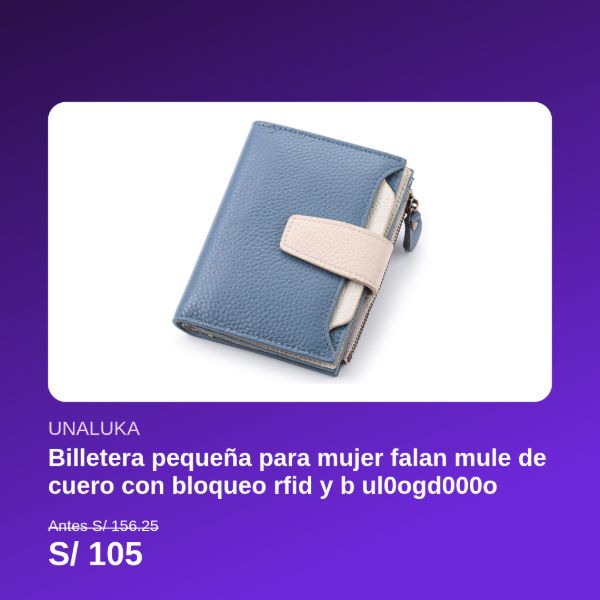 UNALUKA
Billetera pequeña para mujer falan mule de
cuero con bloqueo rfid y b ul0ogd000o
Antes S/ 156.25
S/ 105